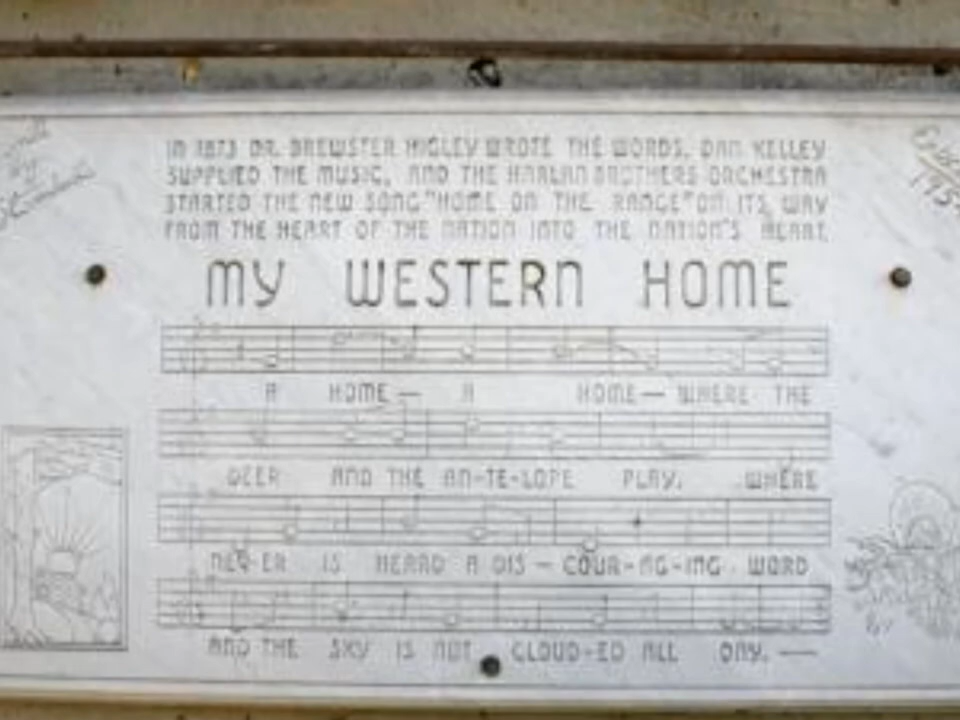 IN 1873 DR. BREWSTER HIGLEY WROTE THE WORDS, DAN KELLEY
SUPPLIED THE MUSIC, AND THE HARLAN BROTHERS ORCHESTRA
STARTED THE NEW SONG "HOME ON THE RANGE" ON ITS WAY
FROM THE HEART OF THE NATION INTO THE NATION'S HEART.
MY WESTERN HOME
A HOME — A HOME — WHERE THE
DEER AND THE AN-TE-LOPE PLAY, WHERE
NEV-ER IS HEARD A DIS — COUR-AG-ING WORD
AND THE SKY IS NOT CLOUD-ED ALL DAY. —